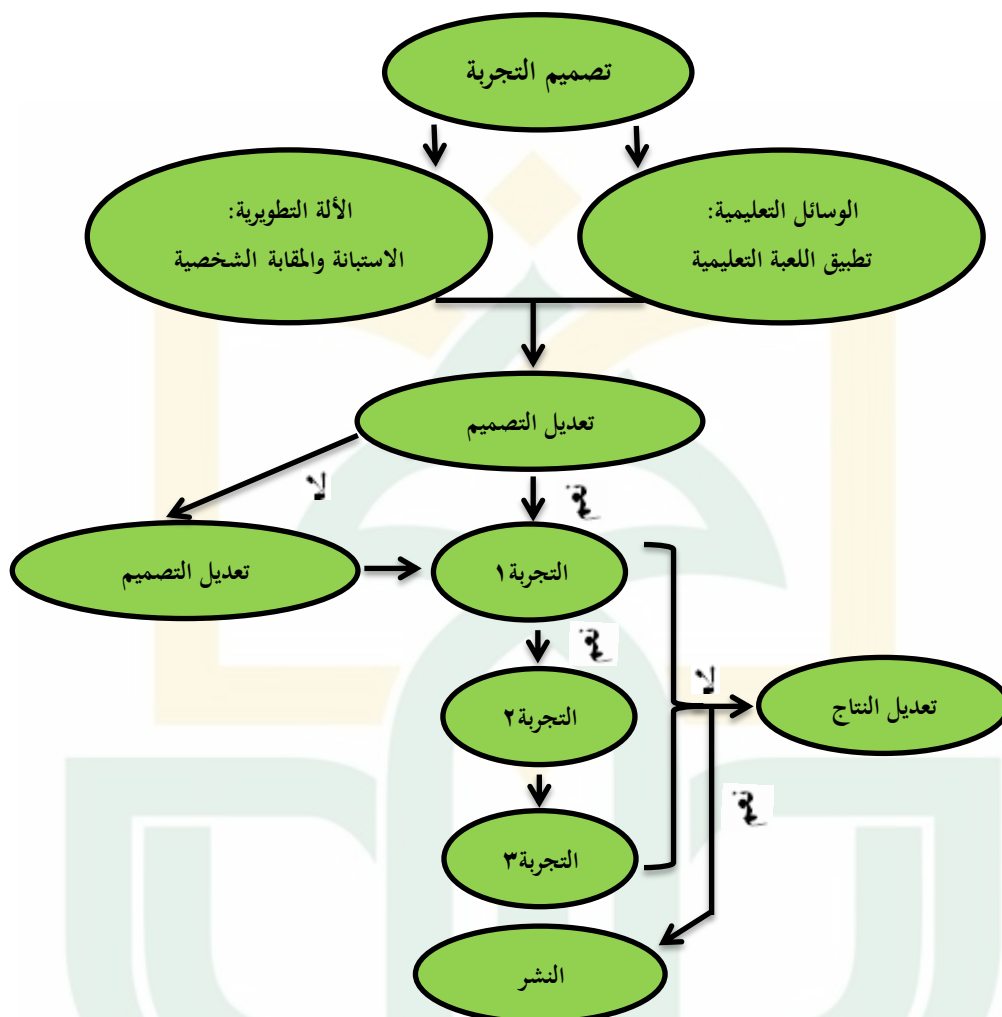 تصميم التجربة
الوسائل التعليمية:
تطبيق اللعبة التعليمية
الألة التطويرية:
الاستبانة والمقابة الشخصية
تعديل التصميم
لا
نعم
تعديل التصميم
التجربة١
نعم
التجربة٢
لا
تعديل النتاج
نعم
التجربة٣
النشر